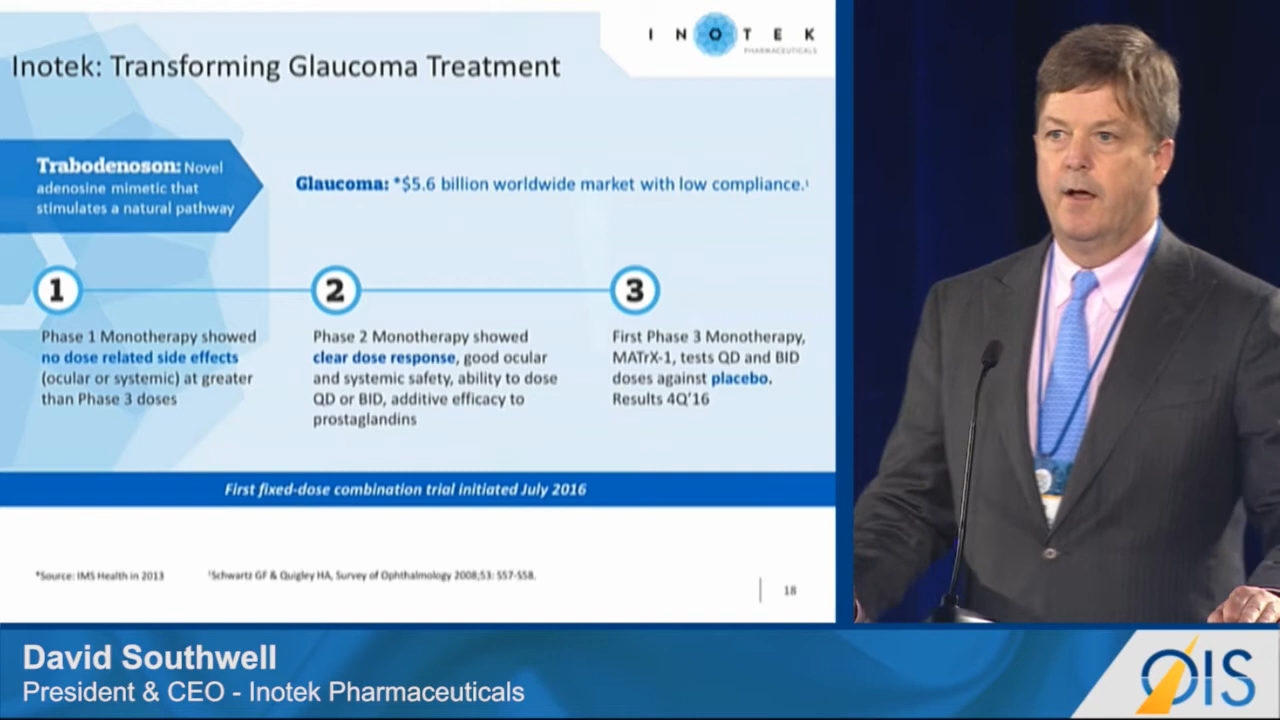 INOTEK
PHARMACEUTICALS
Inotek: Transforming Glaucoma Treatment
Trabodenoson: Novel
adenosine mimetic that
stimulates a natural pathway
Glaucoma: *$5.6 billion worldwide market with low compliance.¹
1
Phase 1 Monotherapy showed
no dose related side effects
(ocular or systemic) at greater
than Phase 3 doses
2
Phase 2 Monotherapy showed
clear dose response, good ocular
and systemic safety, ability to dose
QD or BID, additive efficacy to
prostaglandins
3
First Phase 3 Monotherapy,
MATrX-1, tests QD and BID
doses against placebo.
Results 4Q'16
First fixed-dose combination trial initiated July 2016
*Source: IMS Health in 2013
¹Schwartz GF & Quigley HA, Survey of Ophthalmology 2008;53: S57-S58.
18
David Southwell
President & CEO - Inotek Pharmaceuticals
OIS